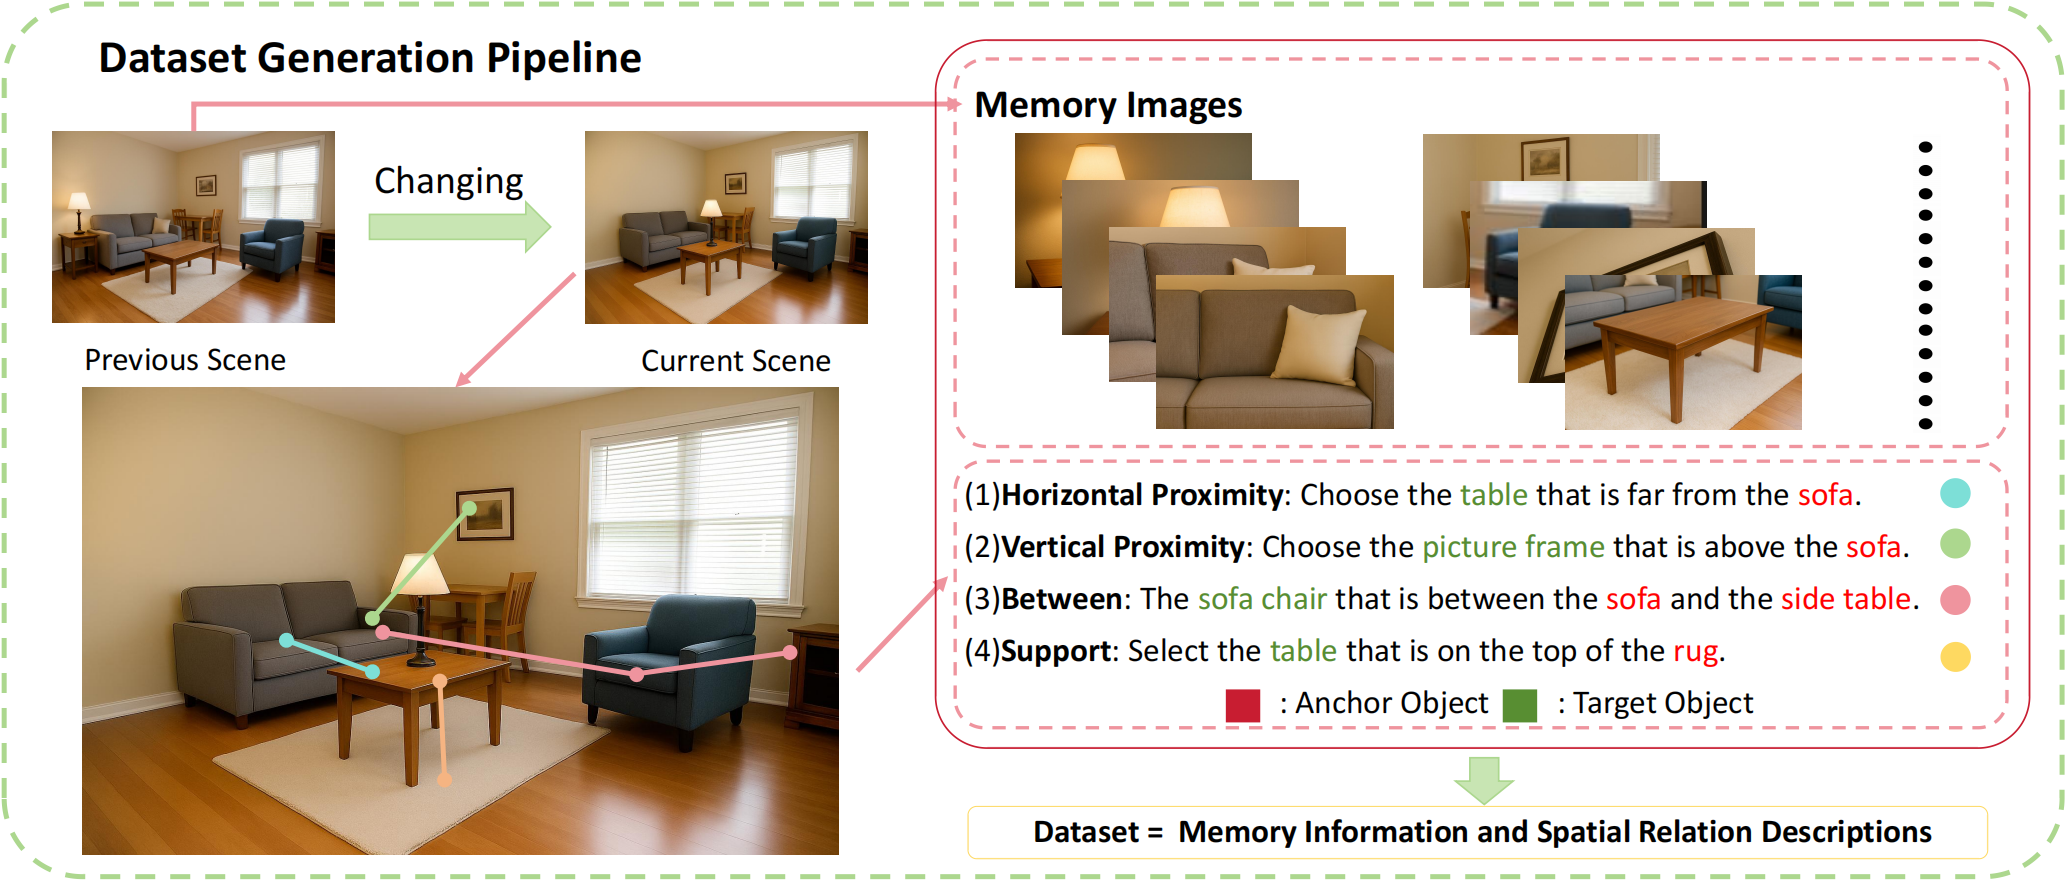 Dataset Generation Pipeline
Changing
Previous Scene
Current Scene
Memory Images
(1)Horizontal Proximity: Choose the table that is far from the sofa.
(2)Vertical Proximity: Choose the picture frame that is above the sofa.
(3)Between: The sofa chair that is between the sofa and the side table.
(4)Support: Select the table that is on the top of the rug.
: Anchor Object : Target Object
Dataset = Memory Information and Spatial Relation Descriptions